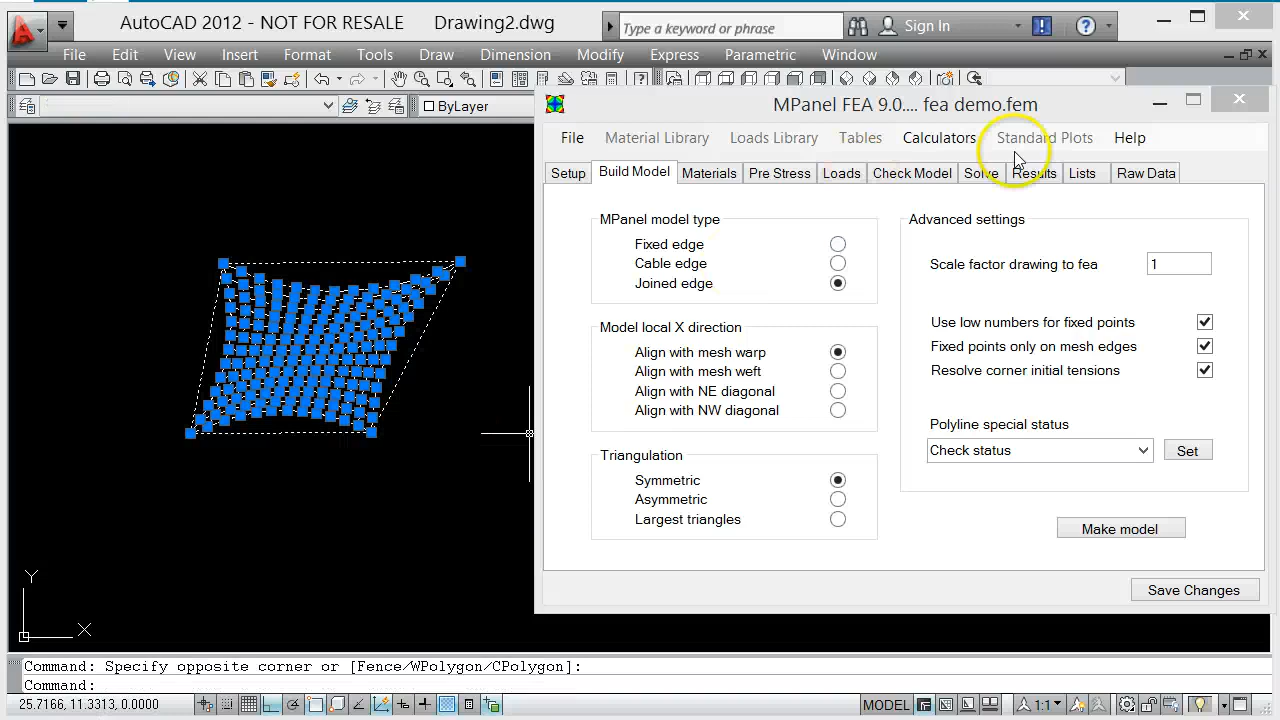 AutoCAD 2012 - NOT FOR RESALE Drawing2.dwg
Type a keyword or phrase
Sign In
File Edit View Insert Format Tools Draw Dimension Modify Express Parametric Window
ByLayer
MPanel FEA 9.0.... fea demo.fem
File Material Library Loads Library Tables Calculators Standard Plots Help
Setup Build Model Materials Pre Stress Loads Check Model Solve Results Lists Raw Data
MPanel model type
Fixed edge
Cable edge
Joined edge
Model local X direction
Align with mesh warp
Align with mesh weft
Align with NE diagonal
Align with NW diagonal
Triangulation
Symmetric
Asymmetric
Largest triangles
Advanced settings
Scale factor drawing to fea 1
Use low numbers for fixed points
Fixed points only on mesh edges
Resolve corner initial tensions
Polyline special status
Check status Set
Make model
Save Changes
Y
X
Command: Specify opposite corner or [Fence/WPolygon/CPolygon]:
Command:
25.7166, 11.3313, 0.0000 MODEL 1:1